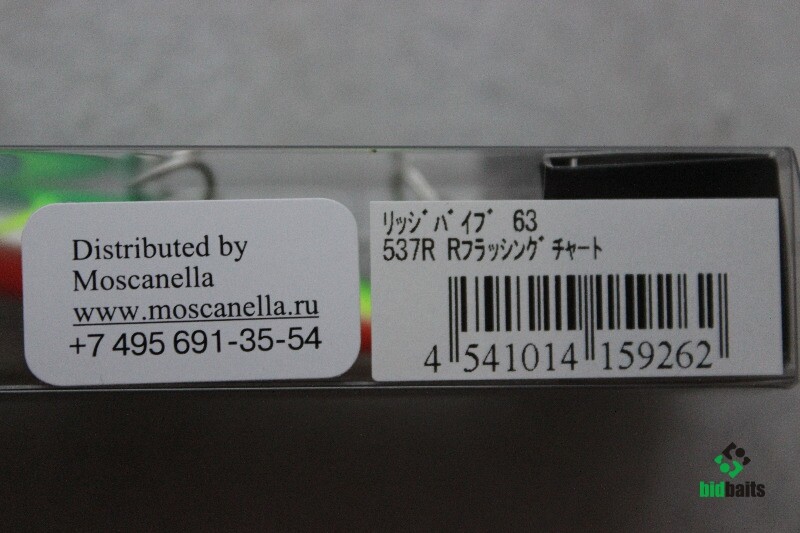 Distributed by
Moscanella
www.moscanella.ru
+7 495 691-35-54
ﾘｯｼﾞﾊﾞｲﾌﾞ 63
537R Rﾌﾗｯｼﾝｸﾞﾁｬｰﾄ
4 541014 159262
bidbaits